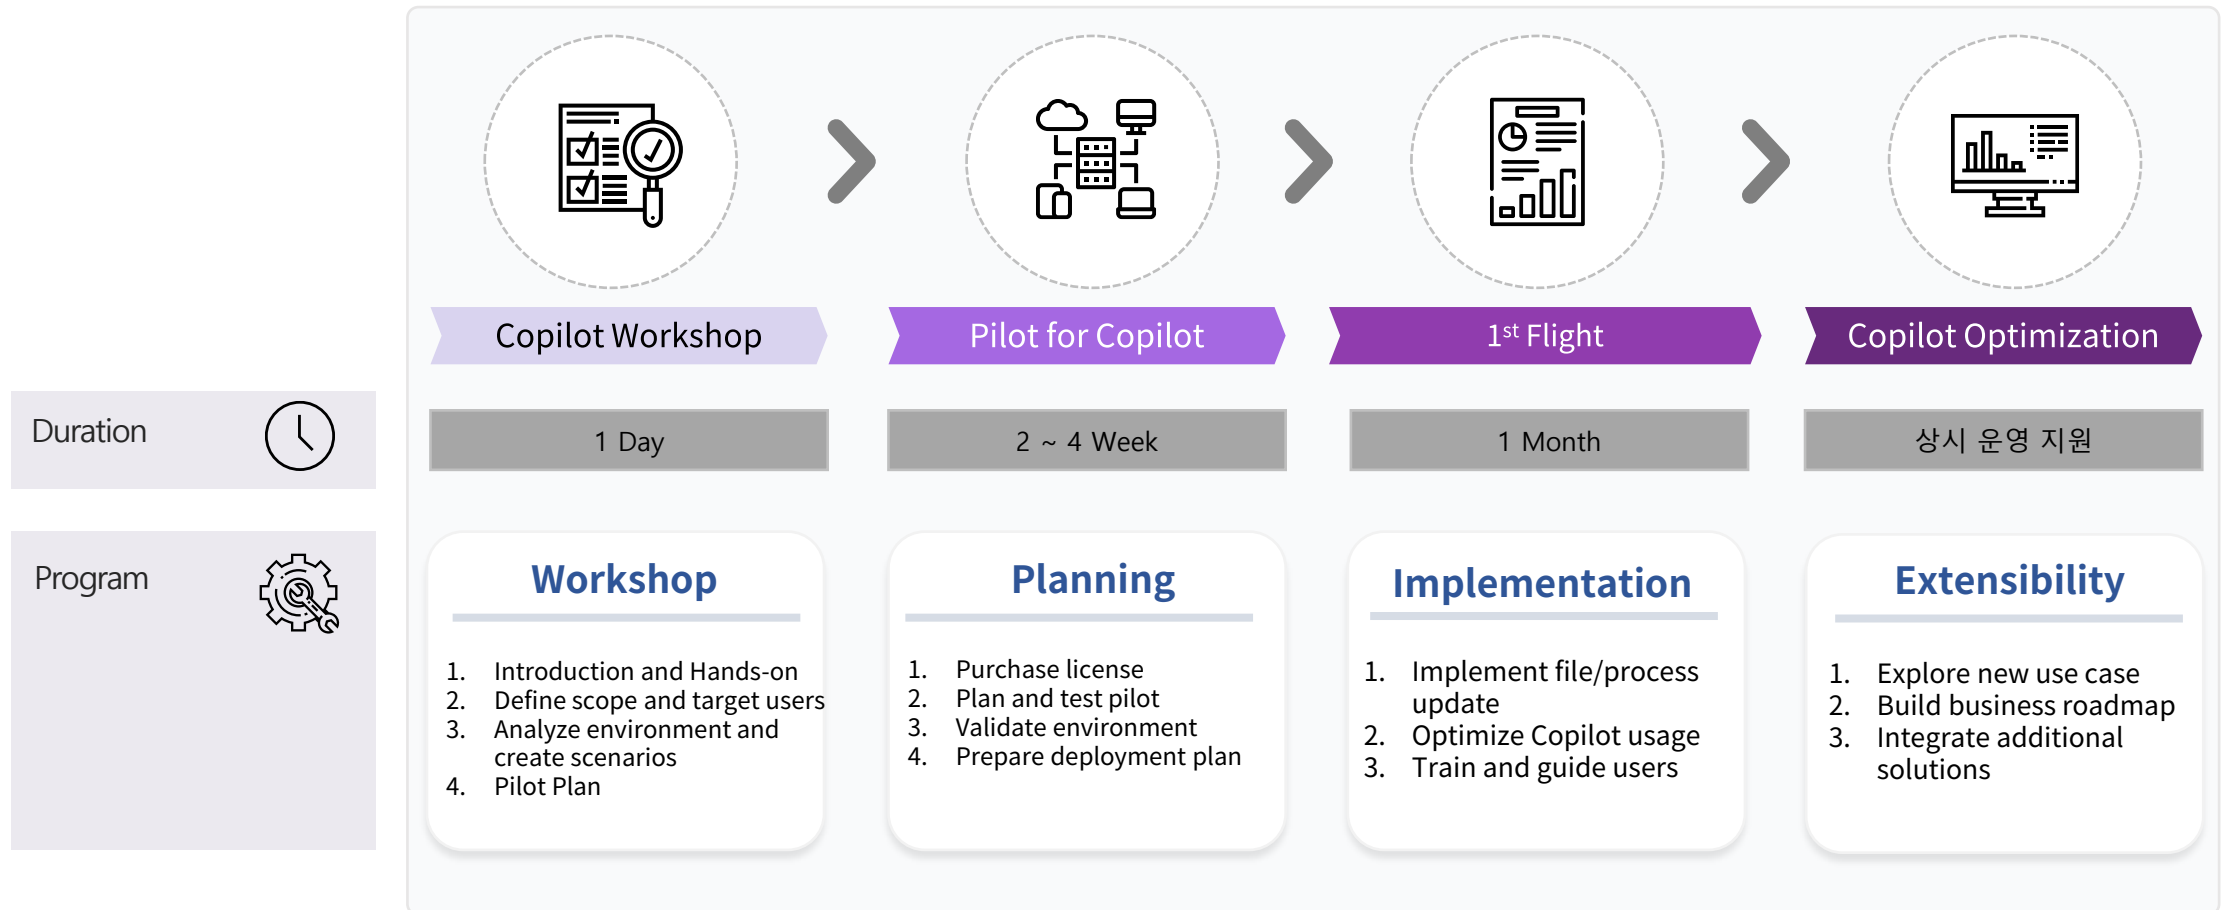 Copilot Workshop
Pilot for Copilot
1st Flight
Copilot Optimization
Duration
1 Day
2 ~ 4 Week
1 Month
상시 운영 지원
Program
Workshop
1. Introduction and Hands-on
2. Define scope and target users
3. Analyze environment and
create scenarios
4. Pilot Plan
Planning
1. Purchase license
2. Plan and test pilot
3. Validate environment
4. Prepare deployment plan
Implementation
1. Implement file/process
update
2. Optimize Copilot usage
3. Train and guide users
Extensibility
1. Explore new use case
2. Build business roadmap
3. Integrate additional
solutions